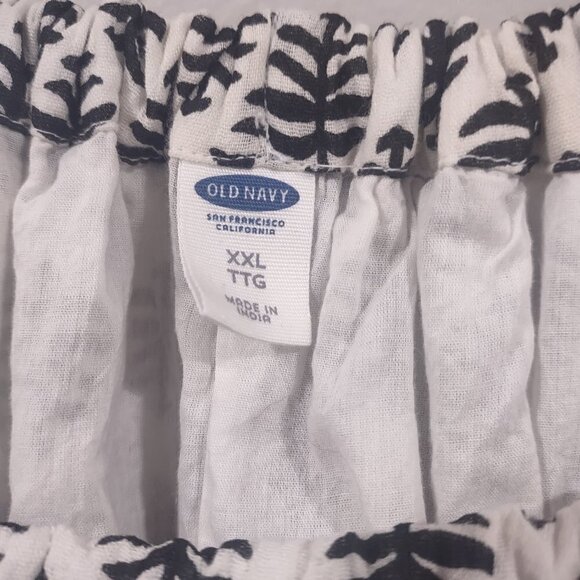 OLD NAVY
SAN FRANCISCO
CALIFORNIA
XXL
TTG
MADE IN
INDIA